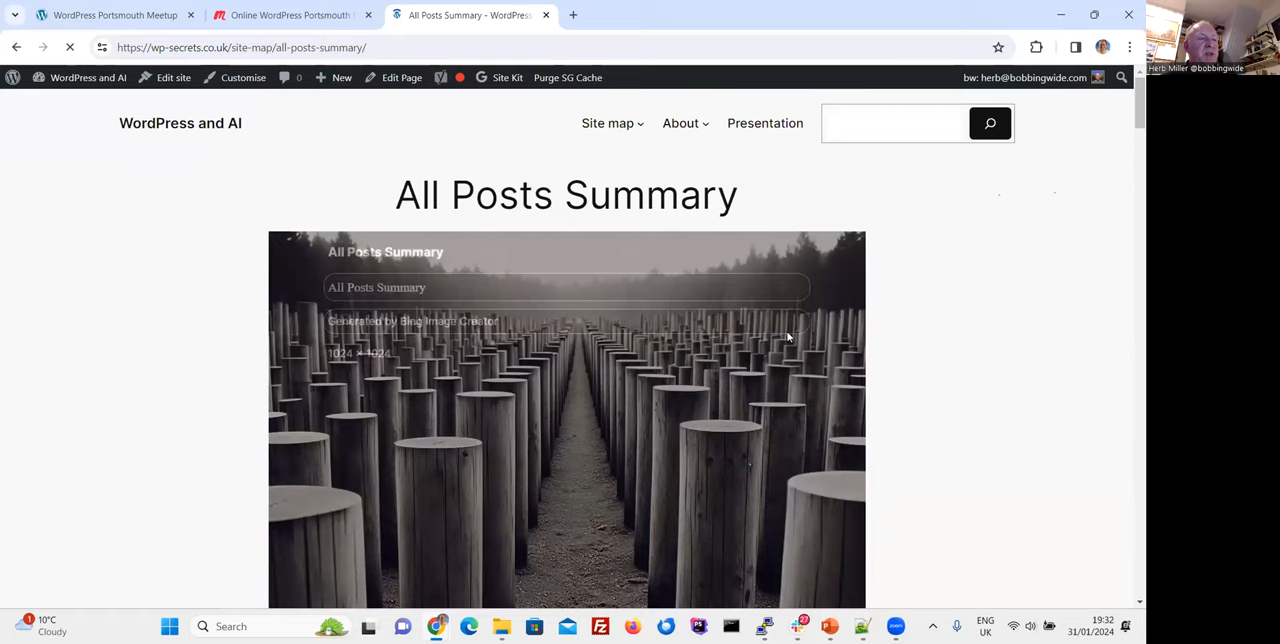 WordPress Portsmouth Meetup
Online WordPress Portsmouth
All Posts Summary - WordPress
https://wp-secrets.co.uk/site-map/all-posts-summary/
WordPress and AI
Edit site
Customise
0
New
Edit Page
Site Kit
Purge SG Cache
bw: herb@bobbingwide.com
Herb Miller @bobbingwide
WordPress and AI
Site map
About
Presentation
All Posts Summary
All Posts Summary
All Posts Summary
Generated by Bing Image Creator
1024 × 1024
1
10°C
Cloudy
Search
27
zoom
ENG
UK
19:32
31/01/2024